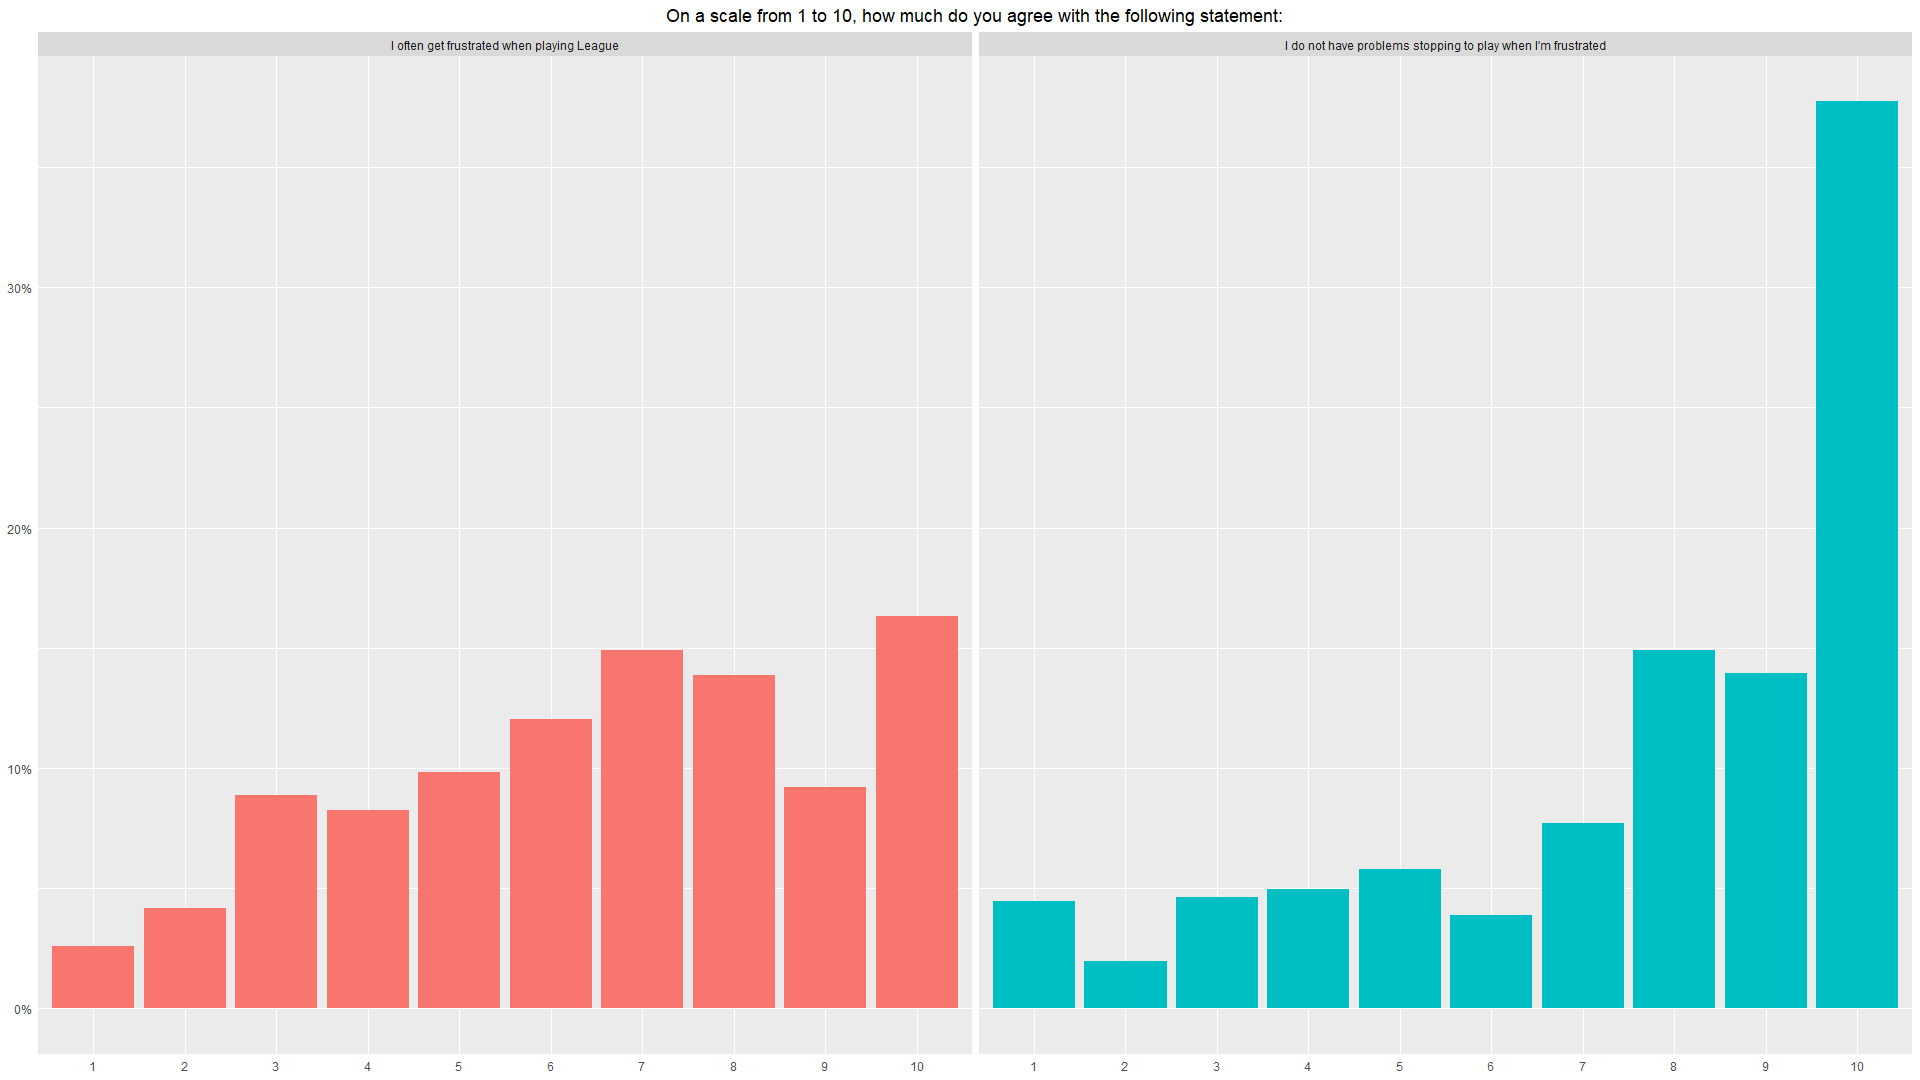 On a scale from 1 to 10, how much do you agree with the following statement:
I often get frustrated when playing League
I do not have problems stopping to play when I'm frustrated
30%
20%
10%
0%
1 2 3 4 5 6 7 8 9 10
1 2 3 4 5 6 7 8 9 10